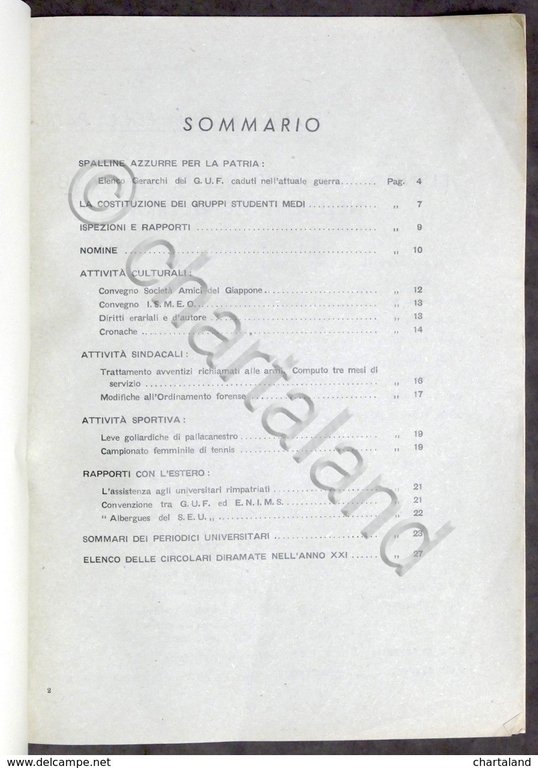 SOMMARIO
SPALLINE AZZURRE PER LA PATRIA:
Elenco Gerarchi dei G. U. F. caduti nell'attuale guerra........ Pag. 4
LA COSTITUZIONE DEI GRUPPI STUDENTI MEDI ............... „ 7
ISPEZIONI E RAPPORTI ............... „ 9
NOMINE ............... „ 10
ATTIVITÀ CULTURALI:
Convegno Società Amici del Giappone ............... „ 12
Convegno I. S. M. E. O. ............... „ 13
Diritti erariali e d'autore ............... „ 13
Cronache ............... „ 14
ATTIVITÀ SINDACALI:
Trattamento avventizi richiamati alle armi. Computo tre mesi di
servizio ............... „ 16
Modifiche all'Ordinamento forense ............... „ 17
ATTIVITÀ SPORTIVA:
Leve goliardiche di pallacanestro ............... „ 19
Campionato femminile di tennis ............... „ 19
RAPPORTI CON L'ESTERO:
L'assistenza agli universitari rimpatriati ............... „ 21
Convenzione tra G. U. F. ed E. N. I. M. S. ............... „ 21
" Albergues del S. E. U. „ ............... „ 22
SOMMARI DEI PERIODICI UNIVERSITARI ............... „ 23
ELENCO DELLE CIRCOLARI DIRAMATE NELL'ANNO XXI ............... „ 27
2
© chartaland
maremagnum.com
chartaland